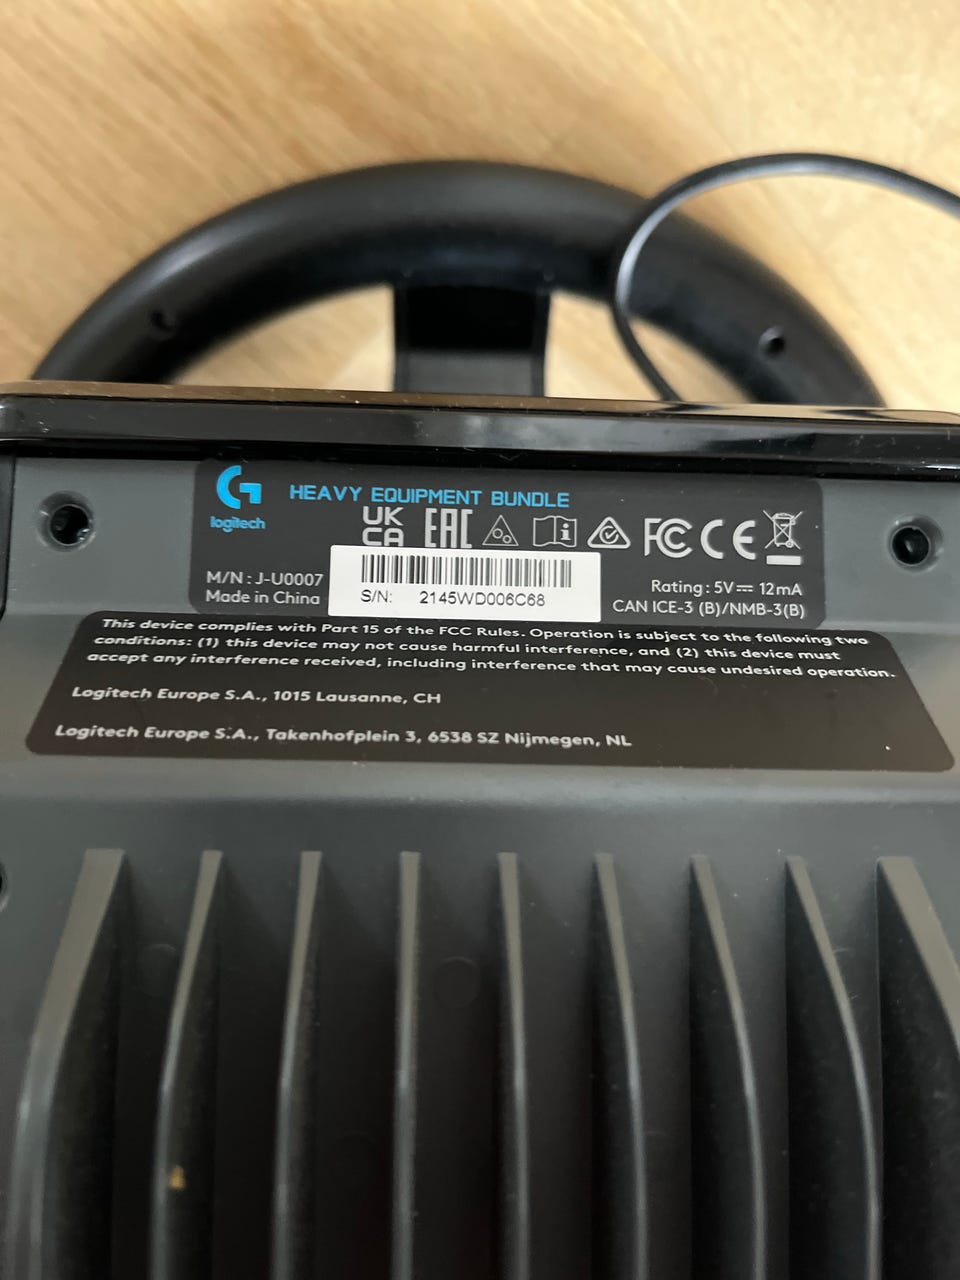 logitech
HEAVY EQUIPMENT BUNDLE
UK
CA EAC FC CE
M/N : J-U0007
Made in China
S/N: 2145WD006C68
Rating : 5V⎓12mA
CAN ICE-3 (B)/NMB-3(B)
This device complies with Part 15 of the FCC Rules. Operation is subject to the following two
conditions: (1) this device may not cause harmful interference, and (2) this device must
accept any interference received, including interference that may cause undesired operation.
Logitech Europe S.A., 1015 Lausanne, CH
Logitech Europe S.A., Takenhofplein 3, 6538 SZ Nijmegen, NL